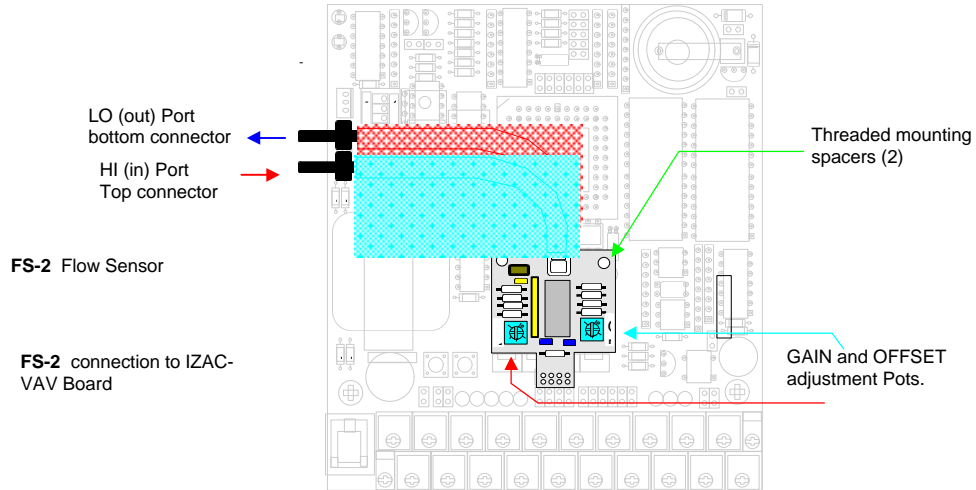 LO (out) Port
bottom connector
HI (in) Port
Top connector
Threaded mounting
spacers (2)
FS-2 Flow Sensor
FS-2 connection to IZAC-
VAV Board
GAIN and OFFSET
adjustment Pots.